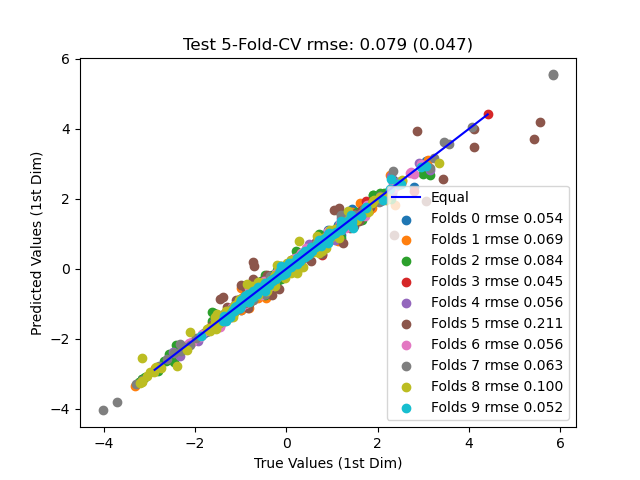 Test 5-Fold-CV rmse: 0.079 (0.047)
6
4
2
0
−2
−4
Predicted Values (1st Dim)
Equal
Folds 0 rmse 0.054
Folds 1 rmse 0.069
Folds 2 rmse 0.084
Folds 3 rmse 0.045
Folds 4 rmse 0.056
Folds 5 rmse 0.211
Folds 6 rmse 0.056
Folds 7 rmse 0.063
Folds 8 rmse 0.100
Folds 9 rmse 0.052
−4 −2 0 2 4 6
True Values (1st Dim)